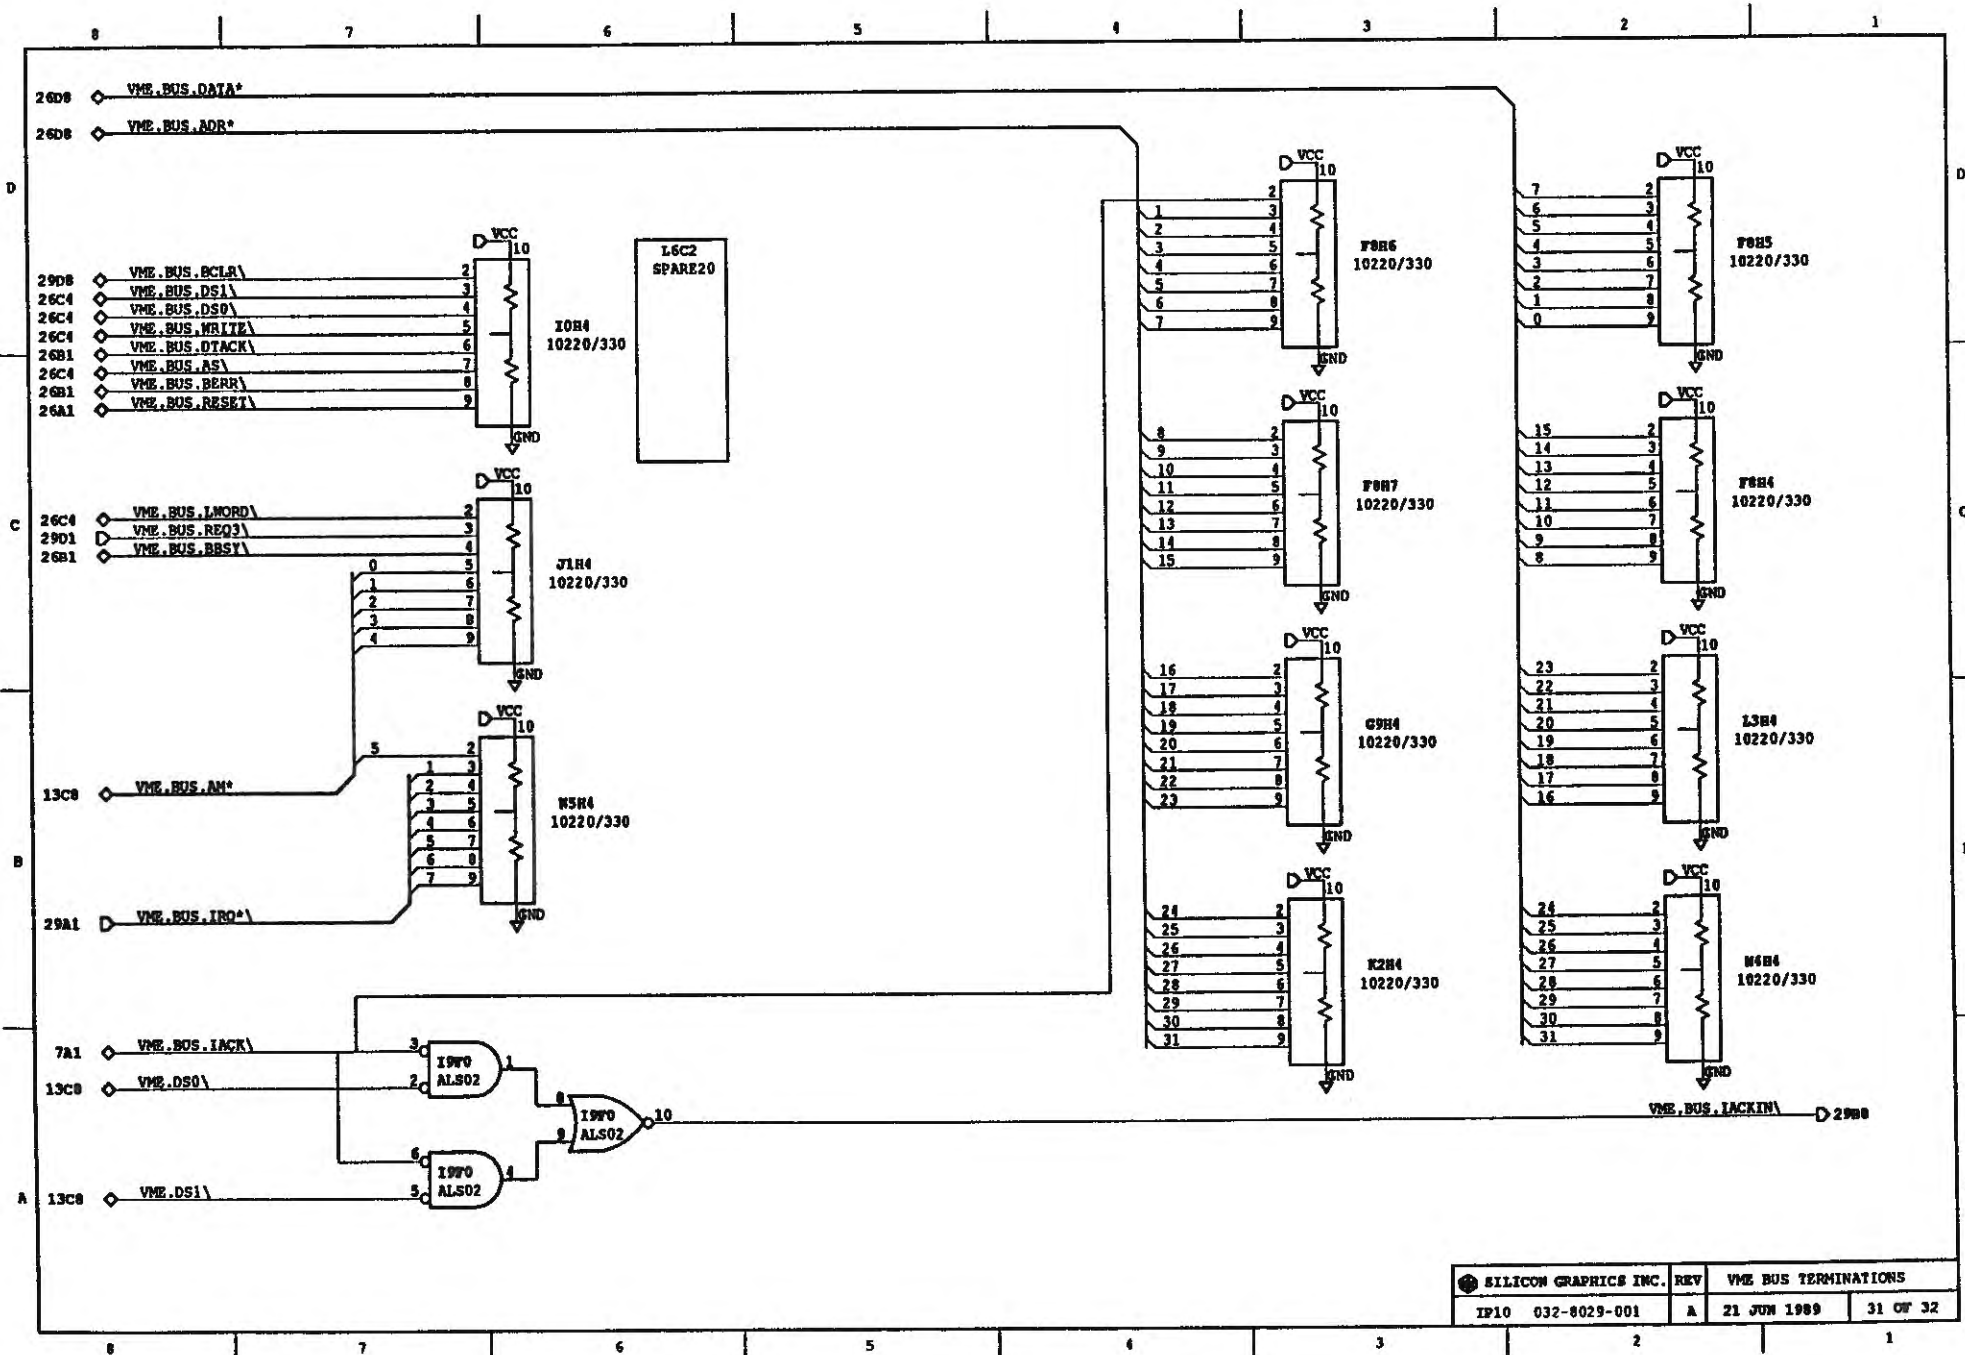 8 7 6 5 4 3 2 1
26D8 VME.BUS.DATA*
26D8 VME.BUS.ADR*
D D
VCC
10
29D8 VME.BUS.BCLR\ 2
26C4 VME.BUS.DS1\ 3
26C4 VME.BUS.DS0\ 4
26C4 VME.BUS.WRITE\ 5
26B1 VME.BUS.DTACK\ 6
26C4 VME.BUS.AS\ 7
26B1 VME.BUS.BERR\ 8
26A1 VME.BUS.RESET\ 9
I0H4
10220/330
GND
L6C2
SPARE20
VCC
10
2
1 3
2 4
3 5
4 6
5 7
6 8
7 9
F8H6
10220/330
GND
VCC
10
7 2
6 3
5 4
4 5
3 6
2 7
1 8
0 9
F8H5
10220/330
GND
C
VCC
10
26C4 VME.BUS.LWORD\ 2
29D1 VME.BUS.REQ3\ 3
26B1 VME.BUS.BBSY\ 4
0 5
1 6
2 7
3 8
4 9
J1H4
10220/330
GND
VCC
10
8 2
9 3
10 4
11 5
12 6
13 7
14 8
15 9
F8H7
10220/330
GND
VCC
10
15 2
14 3
13 4
12 5
11 6
10 7
9 8
8 9
F8H4
10220/330
GND
VCC
10
5 2
1 3
2 4
3 5
4 6
5 7
6 8
7 9
10220/330
GND
13C8 VME.BUS.AM*
B
29A1 VME.BUS.IRQ*\
VCC
10
16 2
17 3
18 4
19 5
20 6
21 7
22 8
23 9
G9H4
10220/330
GND
VCC
10
23 2
22 3
21 4
20 5
19 6
18 7
17 8
16 9
L3H4
10220/330
GND
VCC
10
24 2
25 3
26 4
27 5
28 6
29 7
30 8
31 9
K2H4
10220/330
GND
VCC
10
24 2
25 3
26 4
27 5
28 6
29 7
30 8
31 9
10220/330
GND
7A1 VME.BUS.IACK\ 3
13C8 VME.DS0\ 2
I9F0
ALS02
1
8
9
I9F0
ALS02
10
VME.BUS.IACKIN\ 29B8
6
I9F0
ALS02
4
A 13C8 VME.DS1\ 5
SILICON GRAPHICS INC. REV VME BUS TERMINATIONS
IP10 032-8029-001 A 21 JUN 1989 31 OF 32
8 7 6 5 4 3 2 1